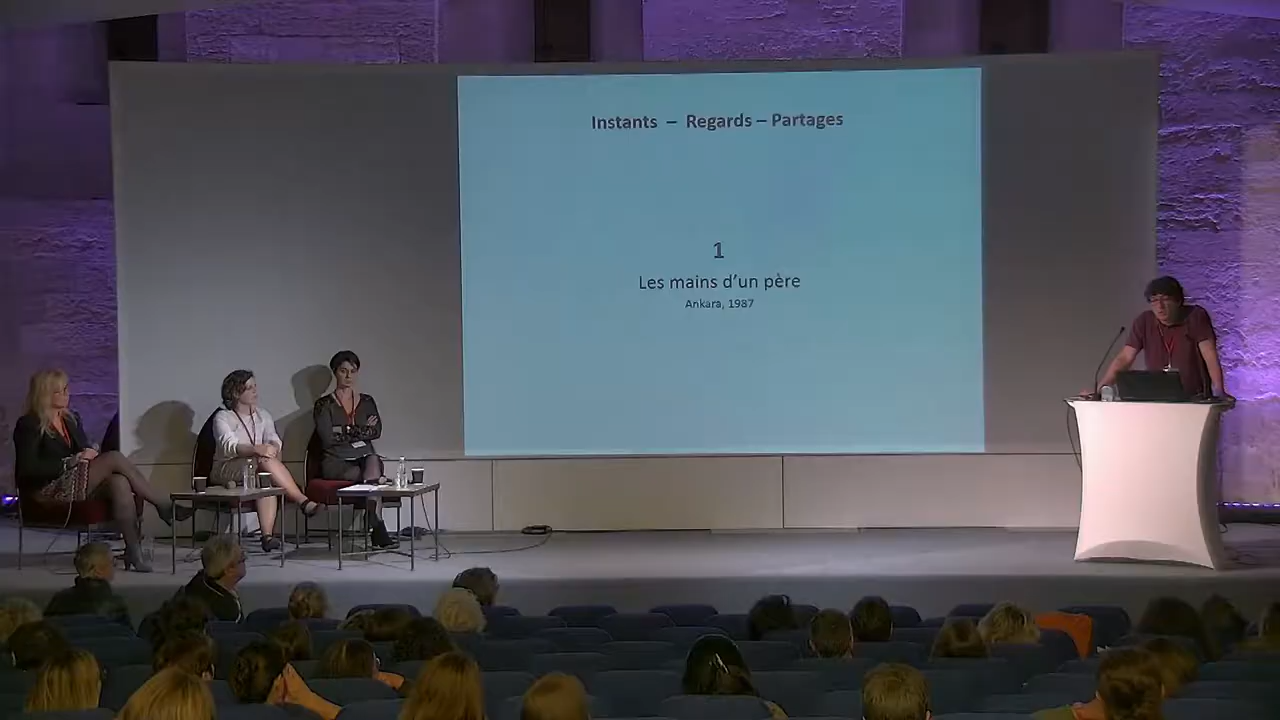 Instants – Regards – Partages
1
Les mains d’un père
Ankara, 1987